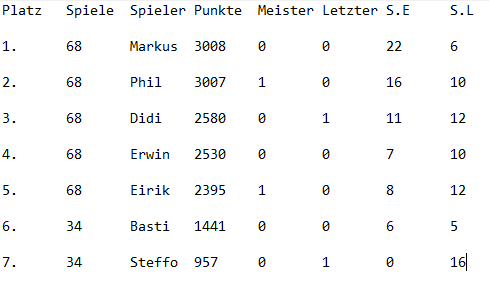 Platz Spiele Spieler Punkte Meister Letzter S.E S.L
1. 68 Markus 3008 0 0 22 6
2. 68 Phil 3007 1 0 16 10
3. 68 Didi 2580 0 1 11 12
4. 68 Erwin 2530 0 0 7 10
5. 68 Eirik 2395 1 0 8 12
6. 34 Basti 1441 0 0 6 5
7. 34 Steffo 957 0 1 0 16